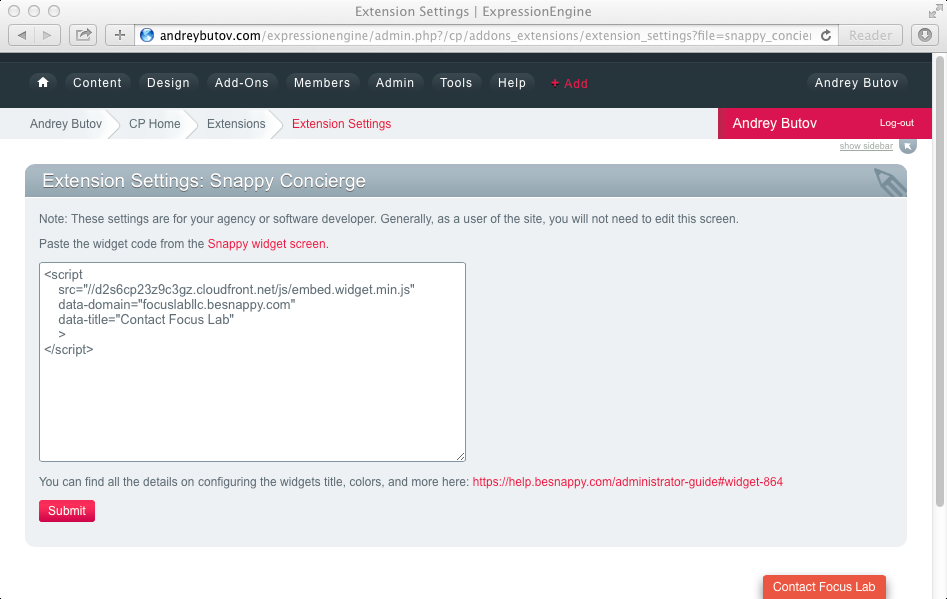 Extension Settings | ExpressionEngine
andreybutov.com/expressionengine/admin.php?/cp/addons_extensions/extension_settings?file=snappy_concier
Reader
Content Design Add-Ons Members Admin Tools Help + Add Andrey Butov
Andrey Butov CP Home Extensions Extension Settings Andrey Butov Log-out
show sidebar
Extension Settings: Snappy Concierge
Note: These settings are for your agency or software developer. Generally, as a user of the site, you will not need to edit this screen.
Paste the widget code from the Snappy widget screen.
<script
src="//d2s6cp23z9c3gz.cloudfront.net/js/embed.widget.min.js"
data-domain="focuslabllc.besnappy.com"
data-title="Contact Focus Lab"
>
</script>
You can find all the details on configuring the widgets title, colors, and more here: https://help.besnappy.com/administrator-guide#widget-864
Submit
Contact Focus Lab